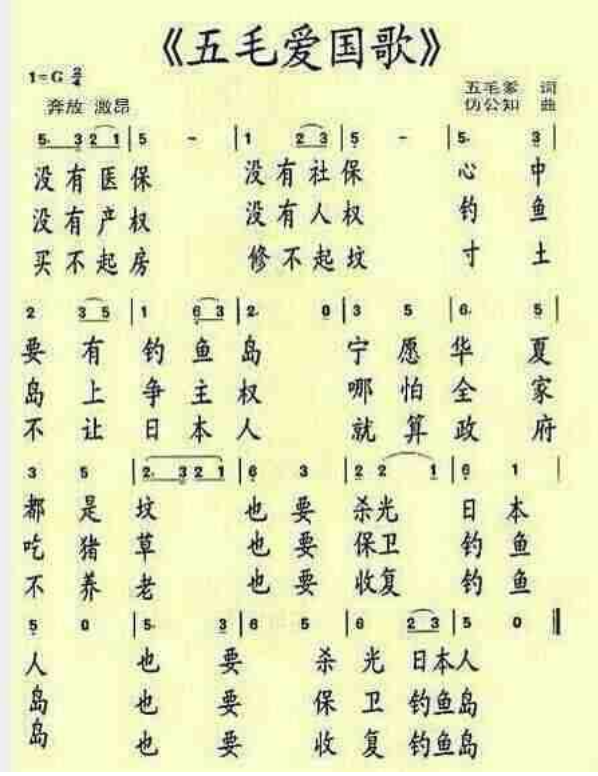 《五毛爱国歌》
1=G 2/4
五毛爹 词
奔放 激昂
伪公知 曲
5. 3 2 1 | 5 - | 1 2 3 | 5 - | 5. 3 |
没有医保 没有社保 心中
没有产权 没有人权 钓鱼
买不起房 修不起坟 寸土
2 3 5 | 1 6 3 | 2. 0 | 3 5 | 6. 5 |
要有钓鱼岛 宁愿华夏
岛上争主权 哪怕全家
不让日本人 就算政府
3 5 | 2. 3 2 1 | 6 3 | 2 2 1 | 6 1 |
都是坟 也要杀光 日本
吃猪草 也要保卫 钓鱼
不养老 也要收复 钓鱼
5 0 | 5. 3 | 6 5 | 6 2 3 | 5 0 ‖
人 也要 杀光 日本人
岛 也要 保卫 钓鱼岛
岛 也要 收复 钓鱼岛